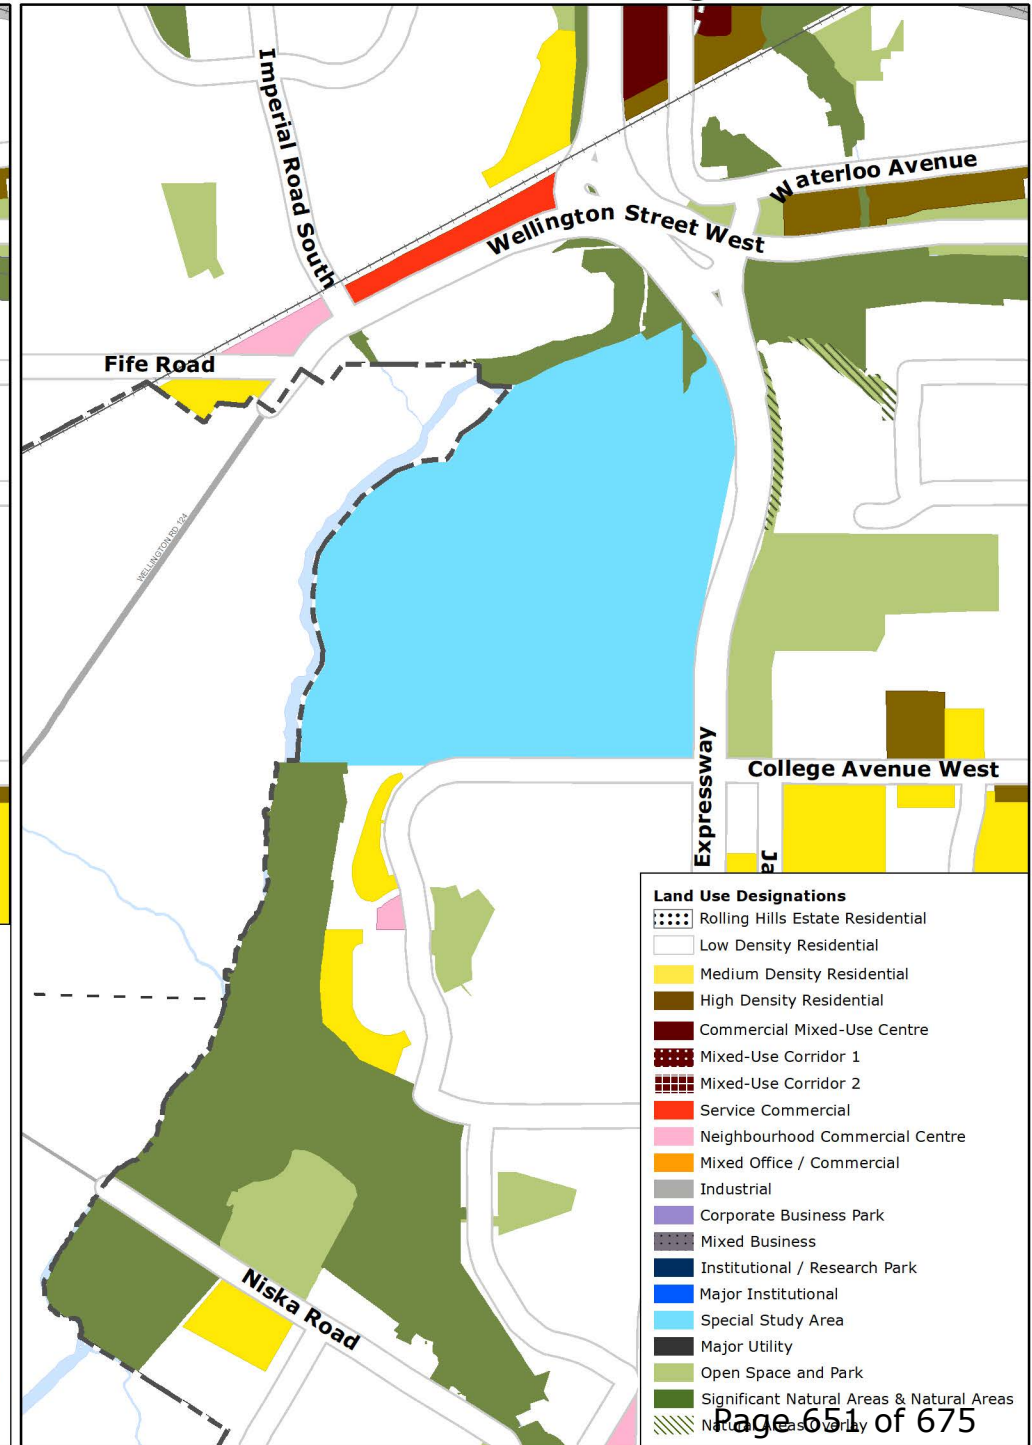 Imperial Road South
Waterloo Avenue
Wellington Street West
Fife Road
WELLINGTON RD 124
Expressway
College Avenue West
Ja
Niska Road
Land Use Designations
Rolling Hills Estate Residential
Low Density Residential
Medium Density Residential
High Density Residential
Commercial Mixed-Use Centre
Mixed-Use Corridor 1
Mixed-Use Corridor 2
Service Commercial
Neighbourhood Commercial Centre
Mixed Office / Commercial
Industrial
Corporate Business Park
Mixed Business
Institutional / Research Park
Major Institutional
Special Study Area
Major Utility
Open Space and Park
Significant Natural Areas & Natural Areas
Natural Areas Overlay
Page 651 of 675